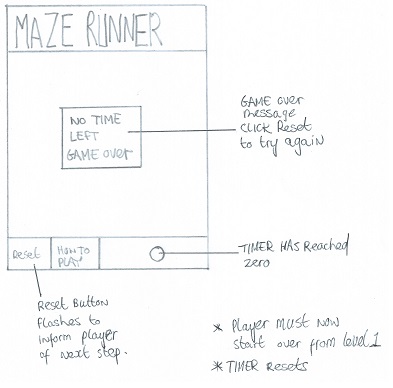 MAZE RUNNER
NO TIME
LEFT
GAME OVER
GAME over
message
CLICK Reset
to try again
Reset
HOW TO
PLAY
O
TIMER HAS Reached
zero
Reset Button
Flashes to
inform player
of next step.
* Player must now
start over from level 1
* TIMER Resets